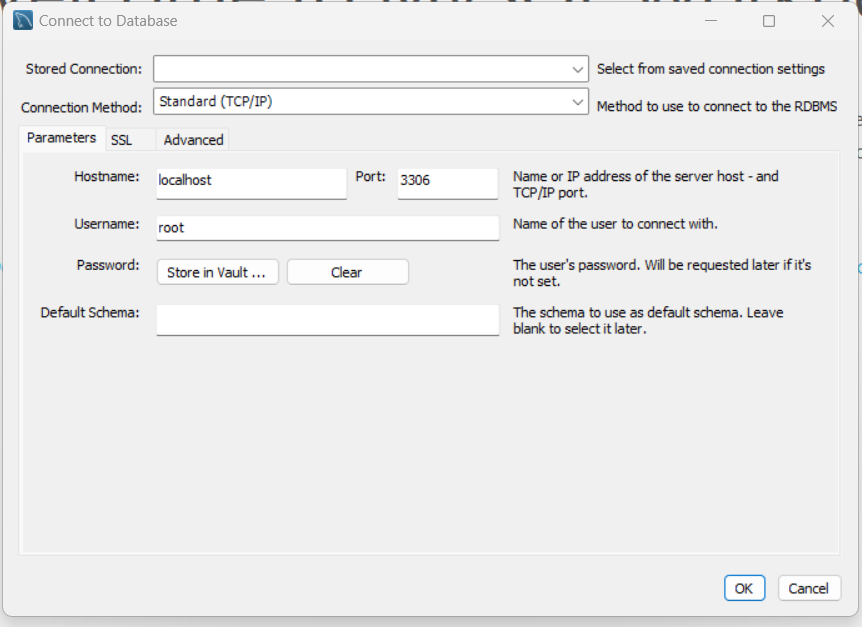 Connect to Database
Stored Connection:
Select from saved connection settings
Connection Method: Standard (TCP/IP)
Method to use to connect to the RDBMS
Parameters SSL Advanced
Hostname: localhost Port: 3306
Name or IP address of the server host - and
TCP/IP port.
Username: root
Name of the user to connect with.
Password: Store in Vault ... Clear
The user's password. Will be requested later if it's
not set.
Default Schema:
The schema to use as default schema. Leave
blank to select it later.
OK Cancel